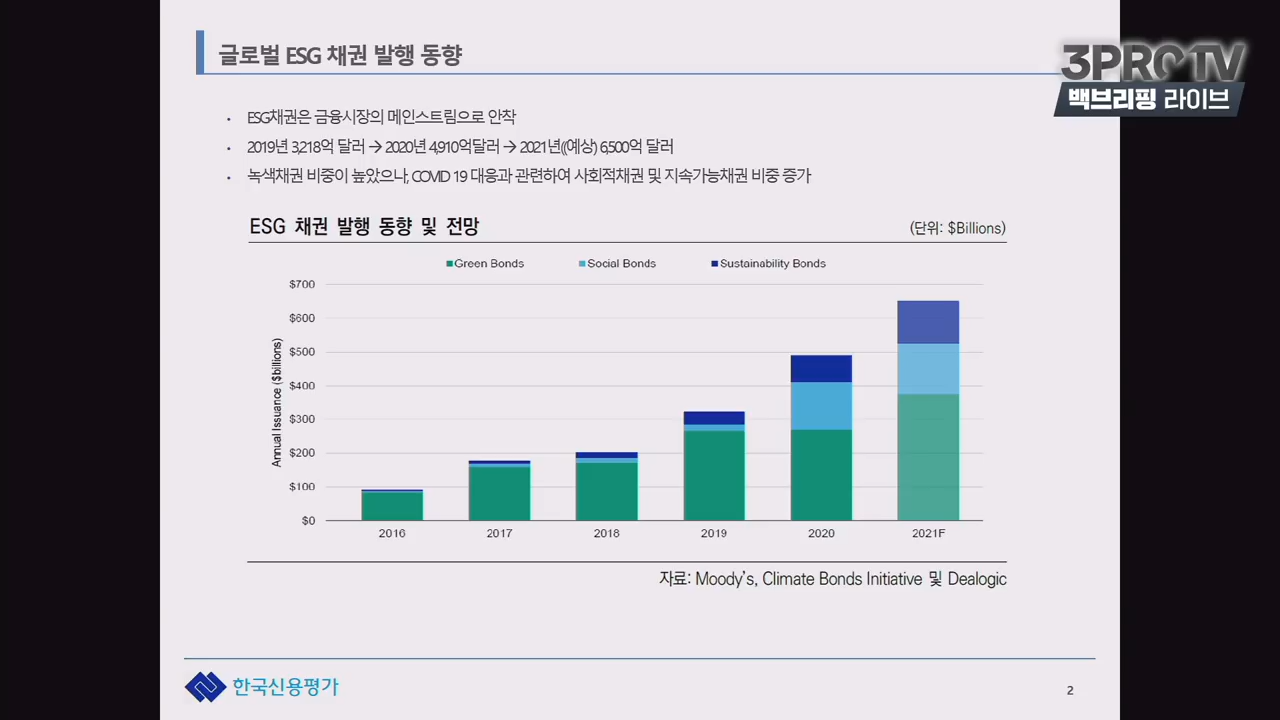 글로벌 ESG 채권 발행 동향
3PROTV
백브리핑 라이브
• ESG채권은 금융시장의 메인스트림으로 안착
• 2019년 3,218억 달러 → 2020년 4,910억달러 → 2021년((예상) 6,500억 달러
• 녹색채권 비중이 높았으나, COVID 19 대응과 관련하여 사회적채권 및 지속가능채권 비중 증가
ESG 채권 발행 동향 및 전망
(단위: $Billions)
Green Bonds Social Bonds Sustainability Bonds
Annual Issuance ($billions)
$700
$600
$500
$400
$300
$200
$100
$0
2016 2017 2018 2019 2020 2021F
자료: Moody's, Climate Bonds Initiative 및 Dealogic
한국신용평가
2